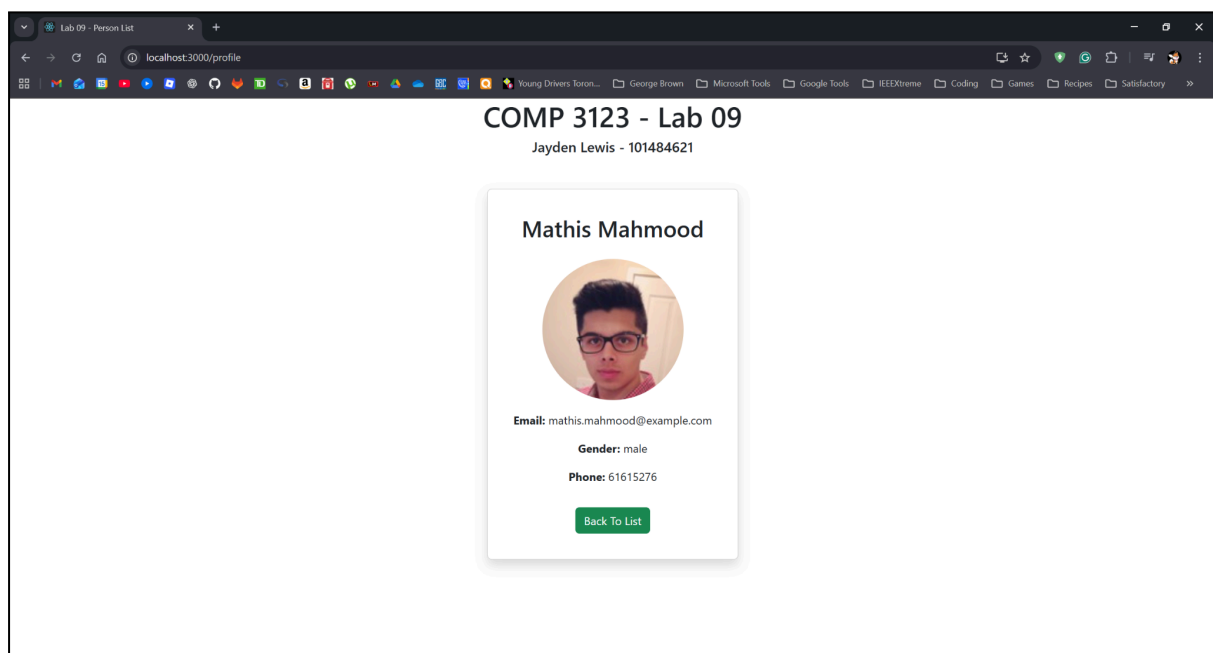 Lab 09 - Person List
localhost:3000/profile
Young Drivers Toron... George Brown Microsoft Tools Google Tools IEEEXtreme Coding Games Recipes Satisfactory
COMP 3123 - Lab 09
Jayden Lewis - 101484621
Mathis Mahmood
Email: mathis.mahmood@example.com
Gender: male
Phone: 61615276
Back To List